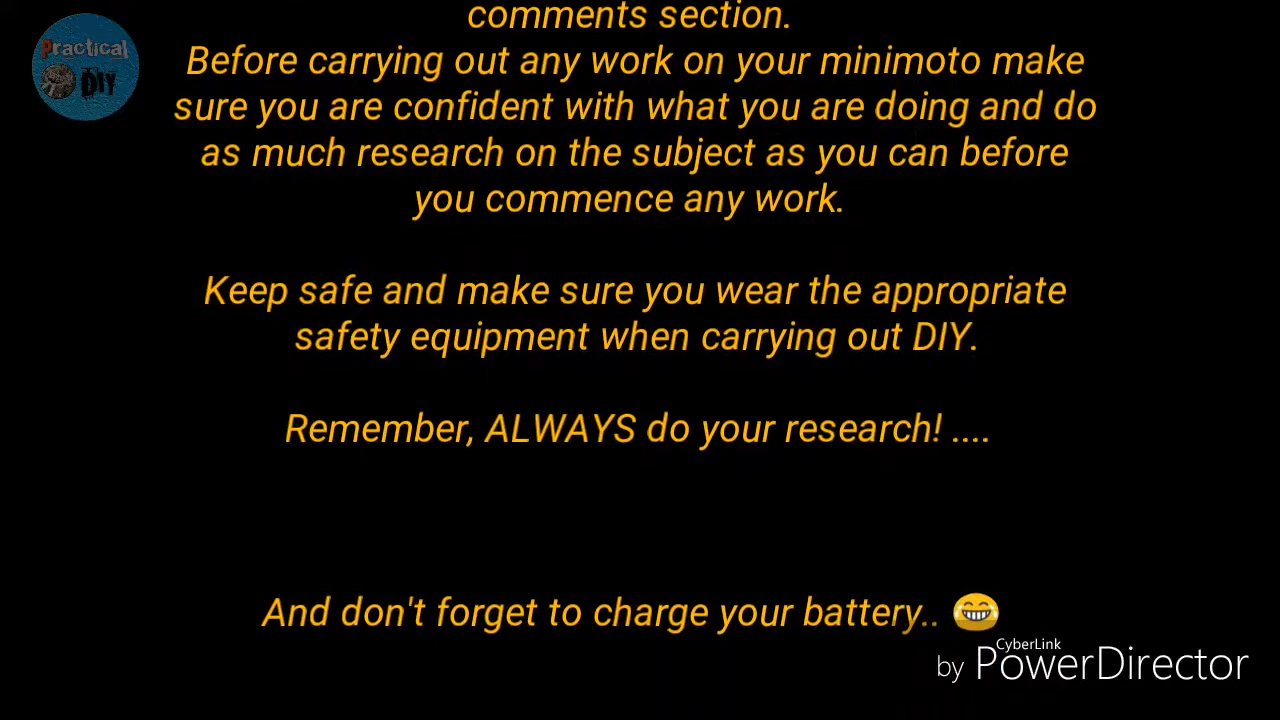 comments section.
Practical
DIY
Before carrying out any work on your minimoto make
sure you are confident with what you are doing and do
as much research on the subject as you can before
you commence any work.
Keep safe and make sure you wear the appropriate
safety equipment when carrying out DIY.
Remember, ALWAYS do your research! ....
And don't forget to charge your battery.. 😂
CyberLink
by PowerDirector